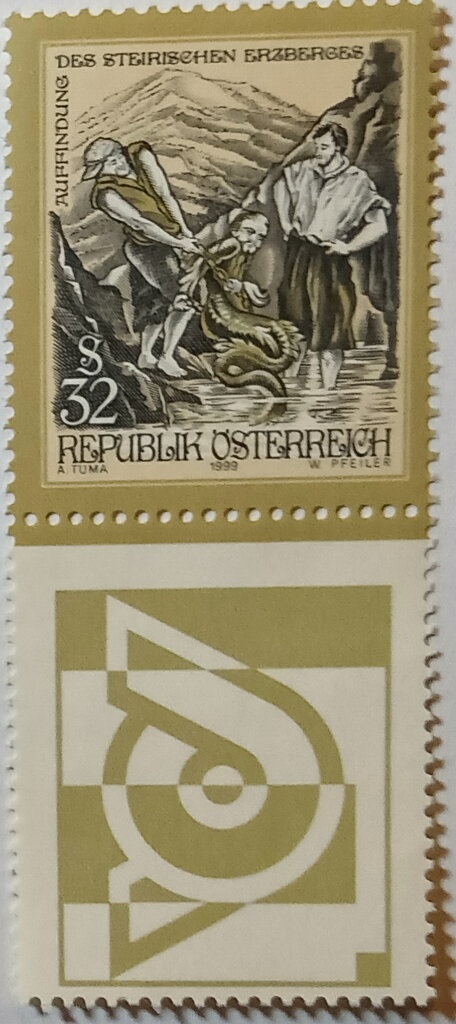 AUFFINDUNG
DES STEIRISCHEN ERZBERGES
S
32
REPUBLIK ÖSTERREICH
A. TUMA 1999 W. PFEILER